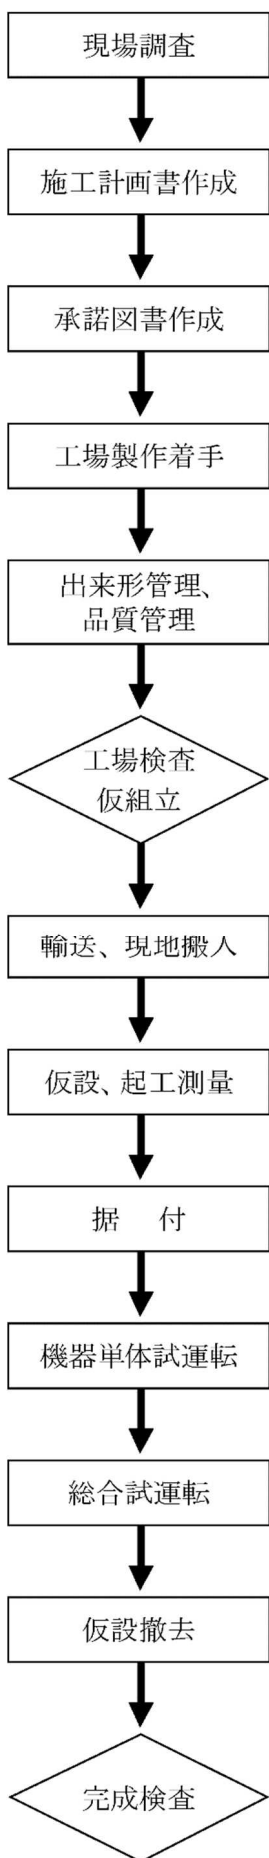 現場調査
施工計画書作成
承諾図書作成
工場製作着手
出来形管理、
品質管理
工場検査
仮組立
輸送、現地搬人
仮設、起工測量
据　付
機器単体試運転
総合試運転
仮設撤去
完成検査